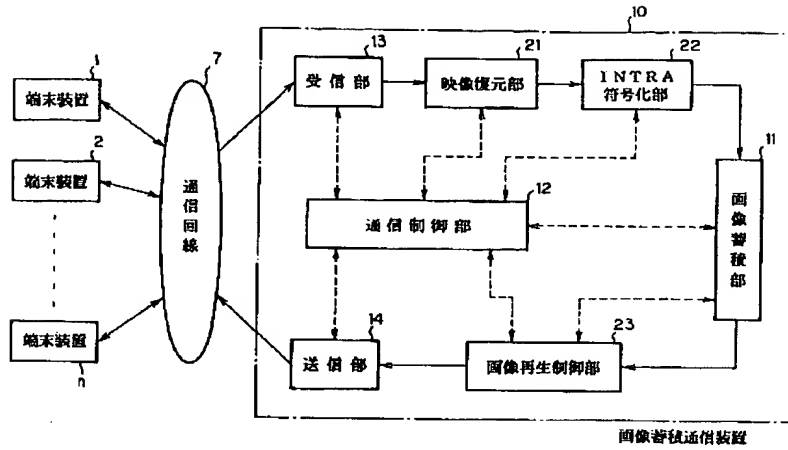 10
13
受信部
21
映像復元部
22
INTRA
符号化部
1
端末装置
7
通信回線
2
端末装置
12
通信制御部
11
画像蓄積部
端末装置
n
14
送信部
23
画像再生制御部
画像蓄積通信装置